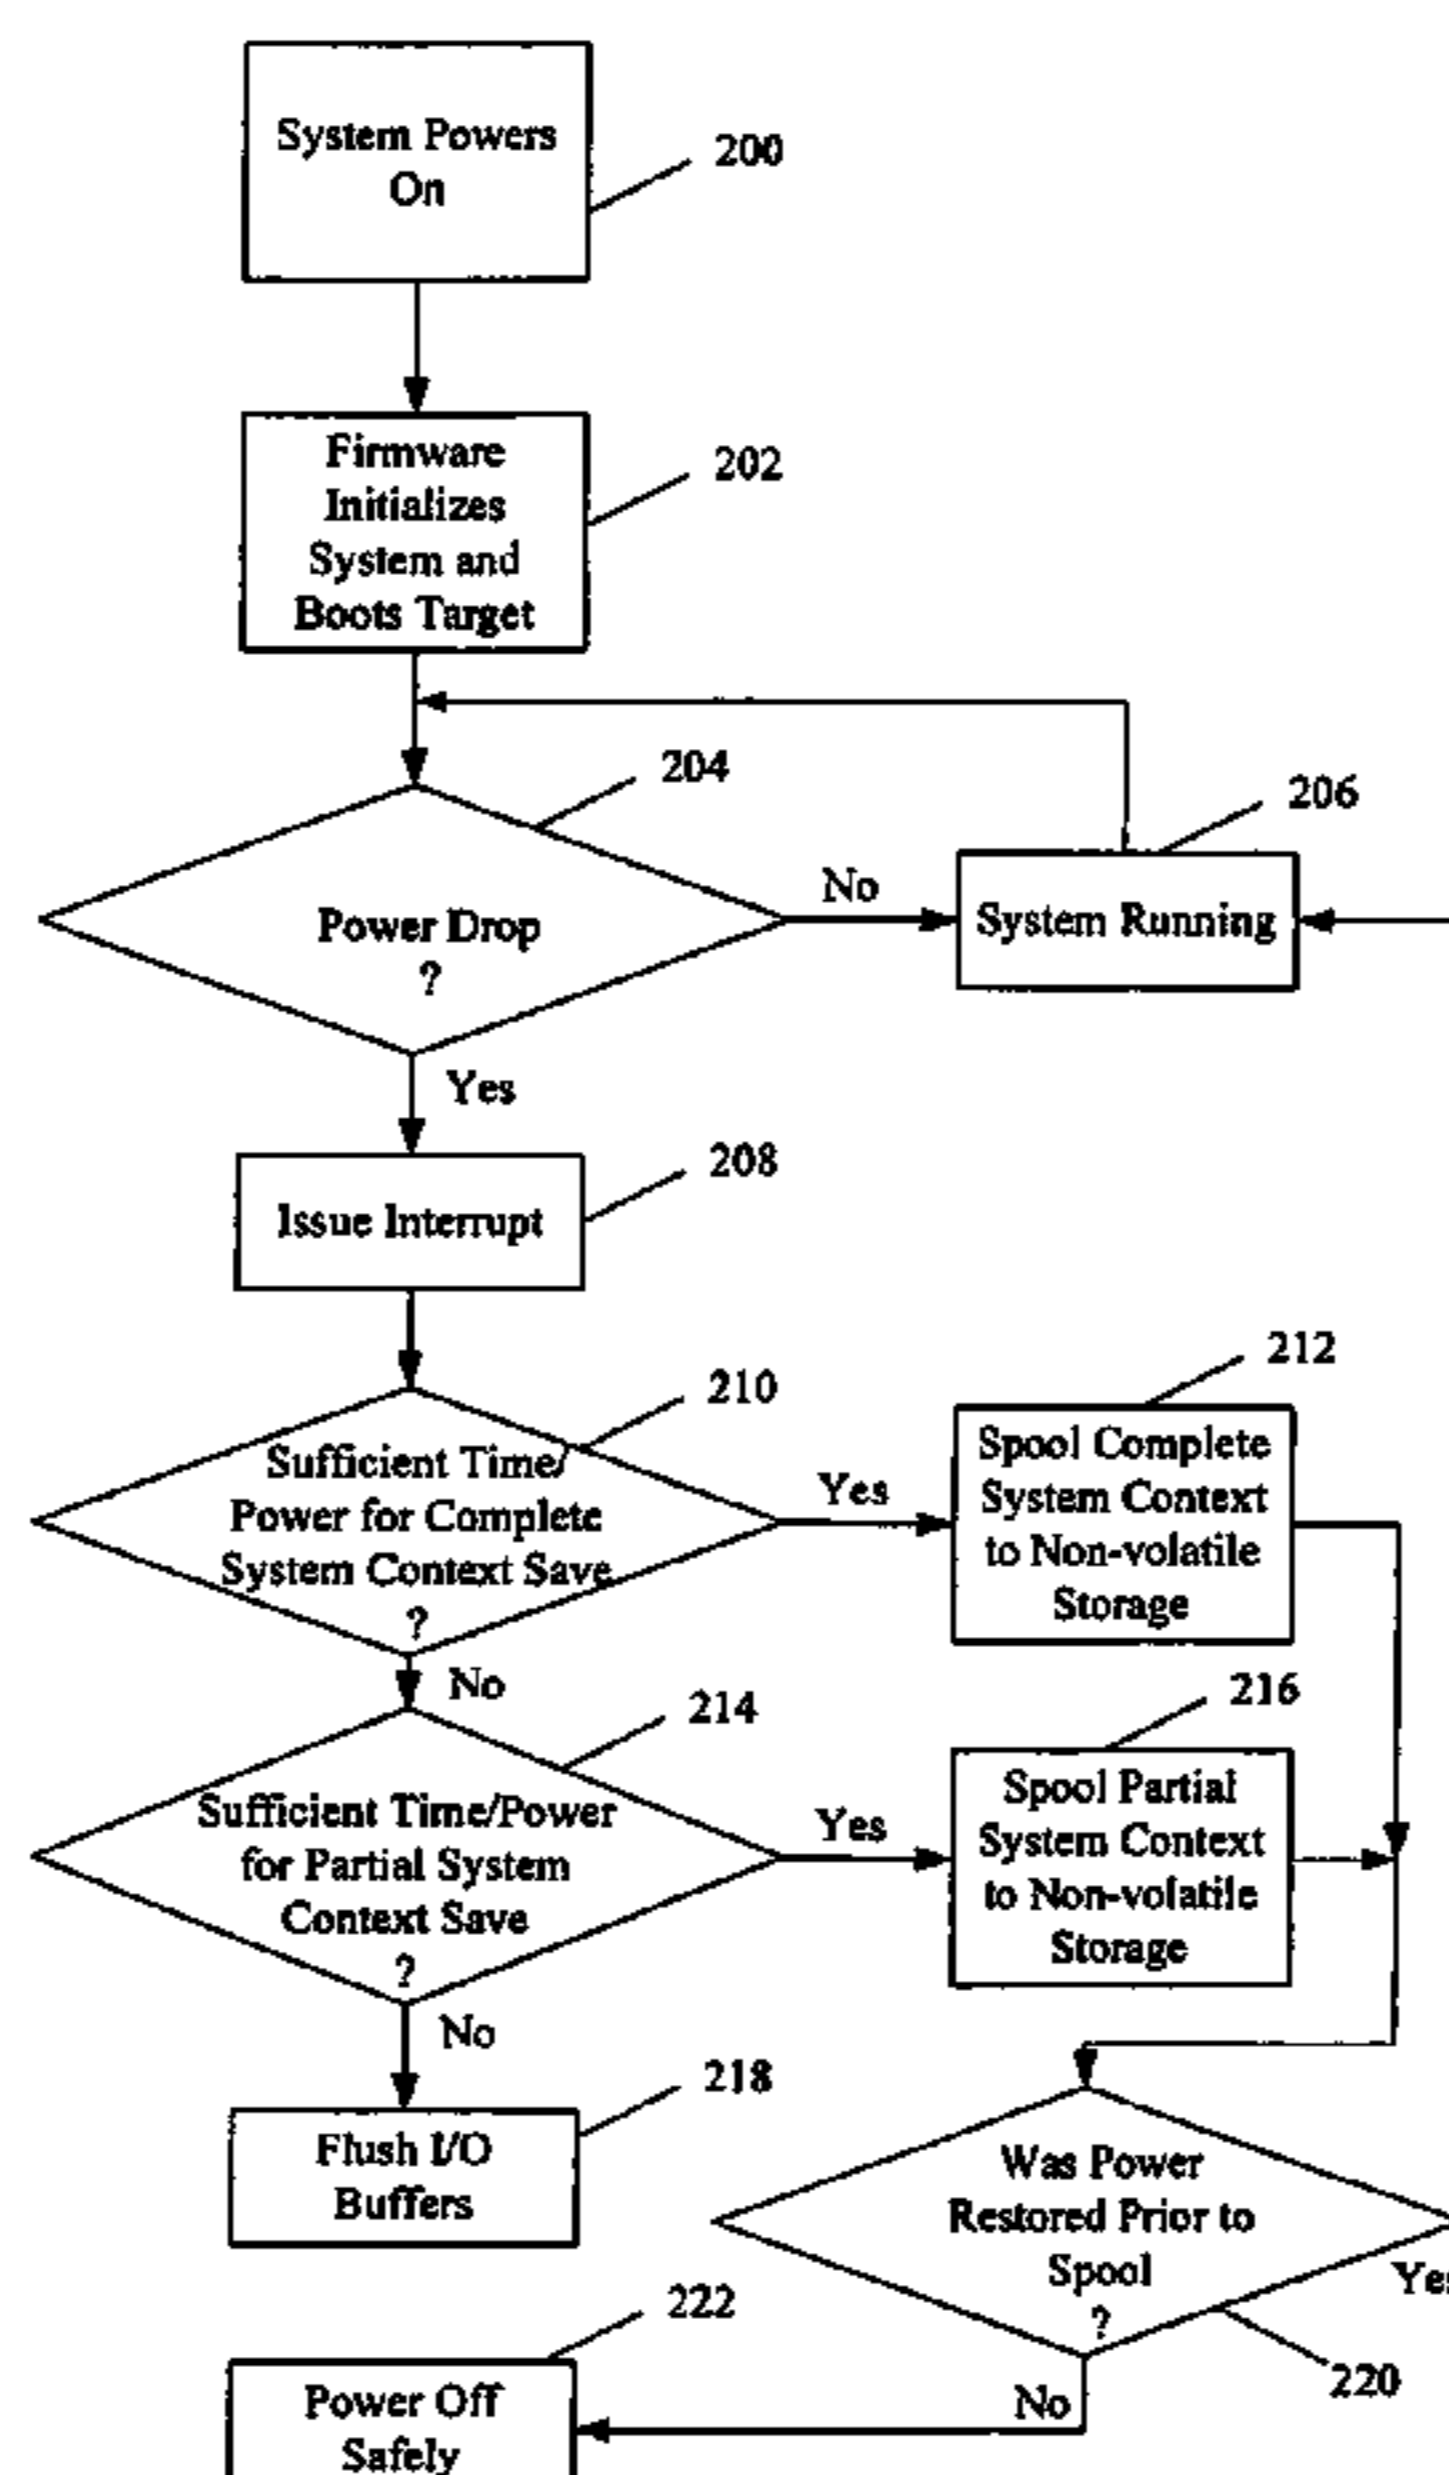 System Powers
On
200
Firmware
Initializes
System and
Boots Target
202
204
Power Drop
?
No
206
System Running
Yes
208
Issue Interrupt
210
Sufficient Time/
Power for Complete
System Context Save
?
Yes
212
Spool Complete
System Context
to Non-volatile
Storage
No
214
Sufficient Time/Power
for Partial System
Context Save
?
Yes
216
Spool Partial
System Context
to Non-volatile
Storage
No
218
Flush I/O
Buffers
Was Power
Restored Prior to
Spool
?
Yes
220
No
222
Power Off
Safely